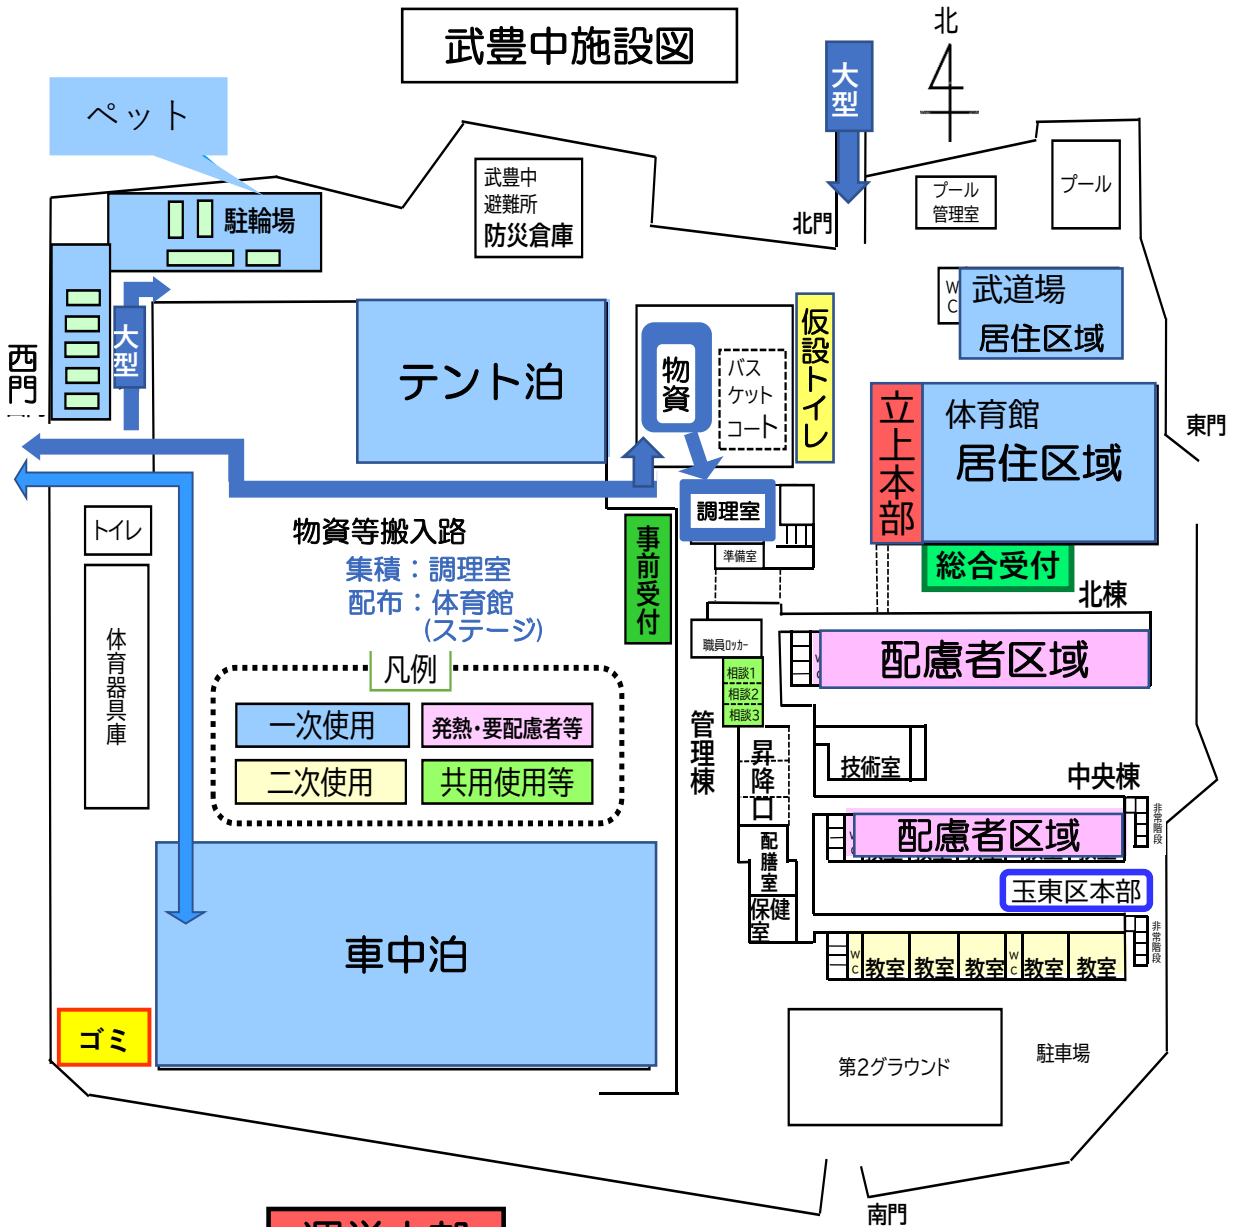 武豊中施設図
北
大型
ペット
武豊中
避難所
防災倉庫
プール
管理室
プール
駐輪場
北門
WC
武道場
居住区域
大型
西門
テント泊
物資
バス
ケット
コート
仮設トイレ
立上本部
体育館
居住区域
東門
調理室
準備室
トイレ
物資等搬入路
集積：調理室
配布：体育館
(ステージ)
事前受付
総合受付
北棟
体育器具庫
凡例
一次使用
発熱・要配慮者等
二次使用
共用使用等
職員ロッカー
相談1
相談2
相談3
配慮者区域
管理棟
昇降口
技術室
中央棟
非常階段
配慮者区域
配膳室
玉東区本部
保健室
非常階段
WC
教室
教室
教室
WC
教室
教室
車中泊
ゴミ
第2グラウンド
駐車場
南門